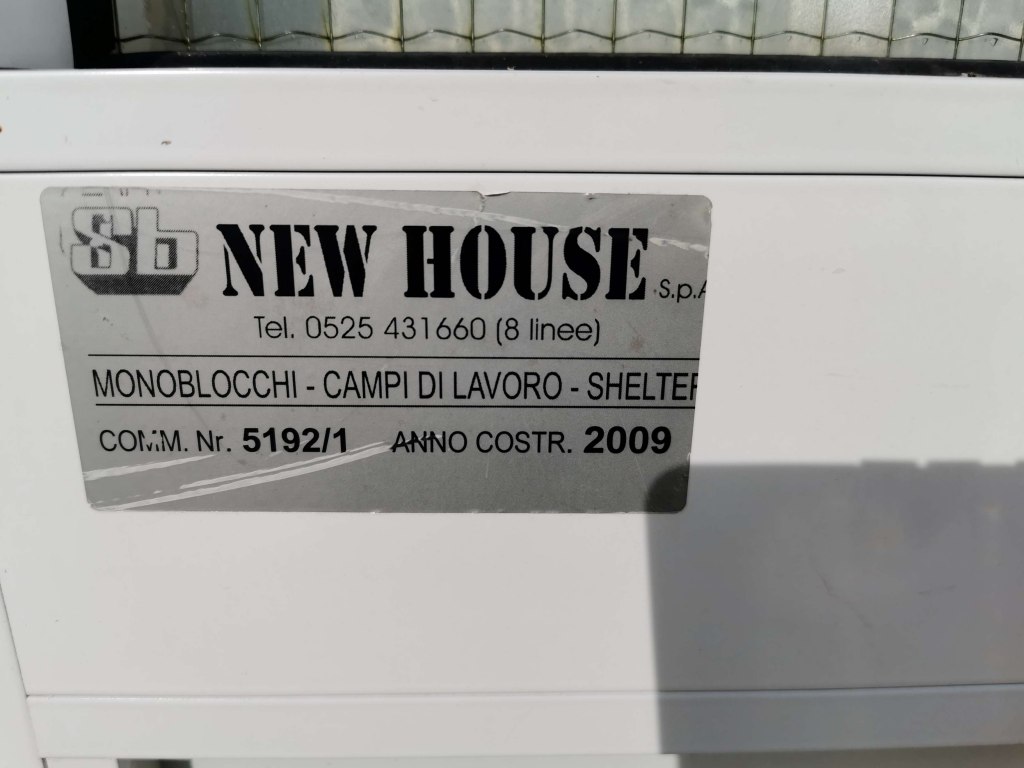 Sb NEW HOUSE S.p.A
Tel. 0525 431660 (8 linee)
MONOBLOCCHI - CAMPI DI LAVORO - SHELTER
COMM. Nr. 5192/1 ANNO COSTR. 2009